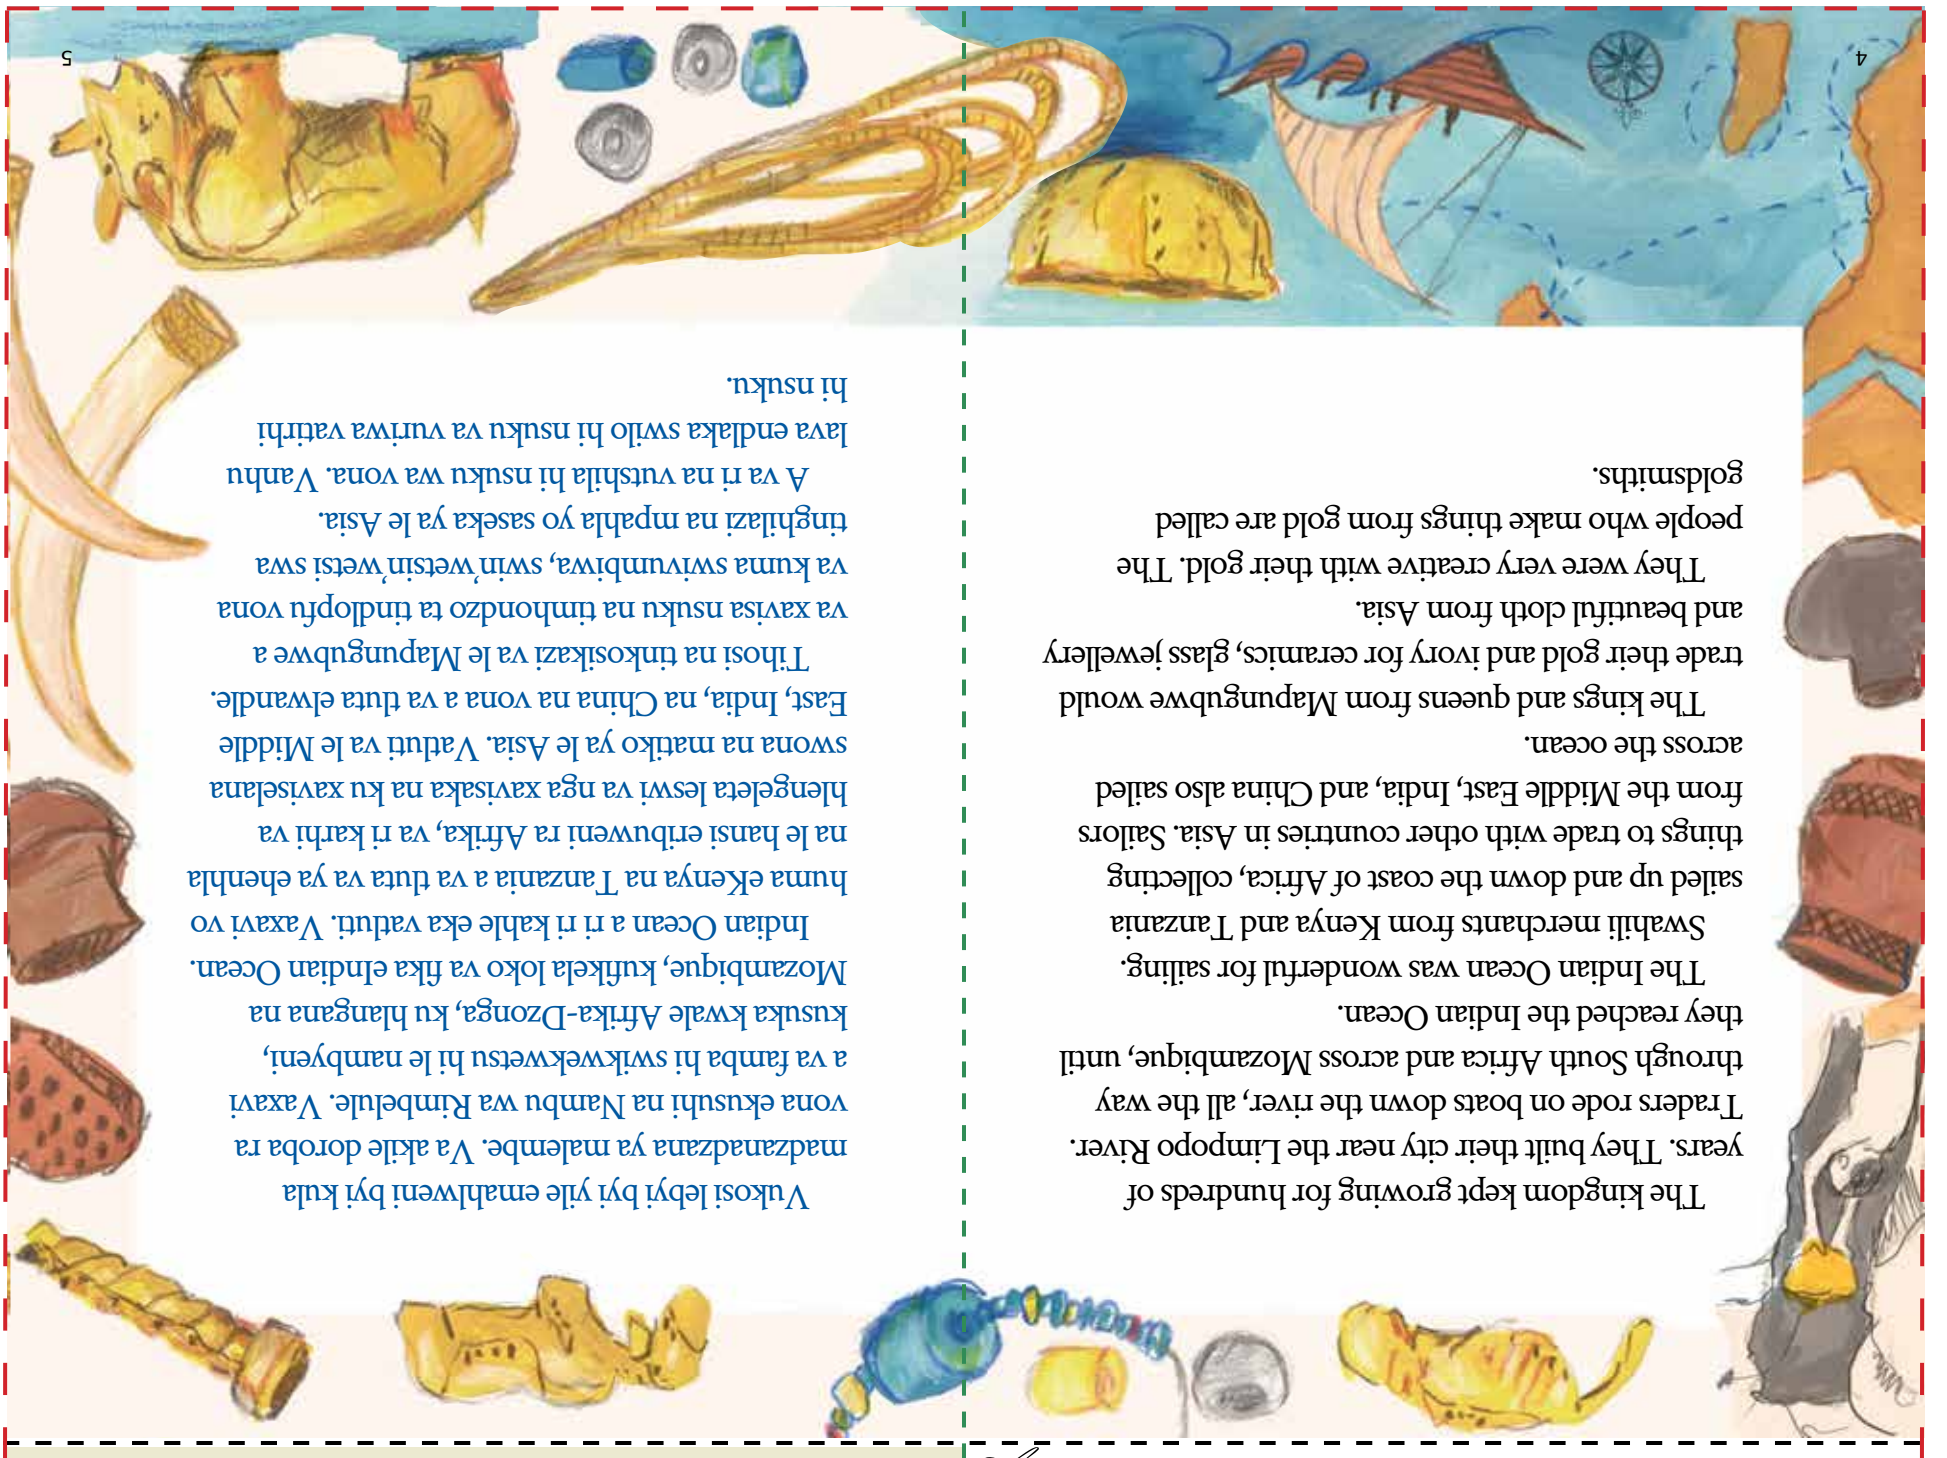 The kingdom kept growing for hundreds of
years. They built their city near the Limpopo River.
Traders rode on boats down the river, all the way
through South Africa and across Mozambique, until
they reached the Indian Ocean.
The Indian Ocean was wonderful for sailing.
Swahili merchants from Kenya and Tanzania
sailed up and down the coast of Africa, collecting
things to trade with other countries in Asia. Sailors
from the Middle East, India, and China also sailed
across the ocean.
The kings and queens from Mapungubwe would
trade their gold and ivory for ceramics, glass jewellery
and beautiful cloth from Asia.
They were very creative with their gold. The
people who make things from gold are called
goldsmiths.
4
Vukosi lebyi byi yile emahlweni byi kula
madzanadzana ya malembe. Va akile doroba ra
vona ekusuhi na Nambu wa Rimbelule. Vaxavi
a va famba hi swikwekwetsu hi le nambyeni,
kusuka kwale Afrika-Dzonga, ku hlangana na
Mozambique, kufikela loko va fika eIndian Ocean.
Indian Ocean a ri ri kahle eka vatluti. Vaxavi vo
huma eKenya na Tanzania a va tluta va ya ehenhla
na le hansi eribuweni ra Afrika, va ri karhi va
hlengeleta leswi va nga xavisaka na ku xaviselana
swona na matiko ya le Asia. Vatluti va le Middle
East, India, na China na vona a va tluta elwandle.
Tihosi na tinkosikazi va le Mapungubwe a
va xavisa nsuku na timhondzo ta tindlopfu vona
va kuma swivumbiwa, swin'wetsin'wetsi swa
tinghilazi na mpahla yo saseka ya le Asia.
A va ri na vutshila hi nsuku wa vona. Vanhu
lava endlaka swilo hi nsuku va vuriwa vatirhi
hi nsuku.
5